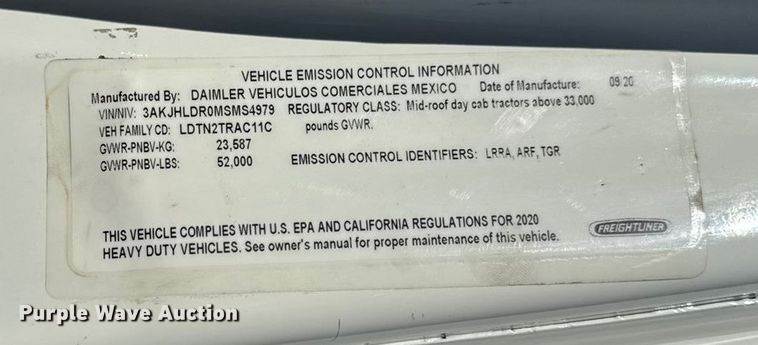 VEHICLE EMISSION CONTROL INFORMATION
Manufactured By: DAIMLER VEHICULOS COMERCIALES MEXICO Date of Manufacture: 09 20
VIN/NIV: 3AKJHLDR0MSMS4979 REGULATORY CLASS: Mid-roof day cab tractors above 33,000
VEH FAMILY CD: LDTN2TRAC11C pounds GVWR.
GVWR-PNBV-KG: 23,587
GVWR-PNBV-LBS: 52,000 EMISSION CONTROL IDENTIFIERS: LRRA, ARF, TGR
THIS VEHICLE COMPLIES WITH U.S. EPA AND CALIFORNIA REGULATIONS FOR 2020
HEAVY DUTY VEHICLES. See owner's manual for proper maintenance of this vehicle.
FREIGHTLINER
Purple Wave Auction